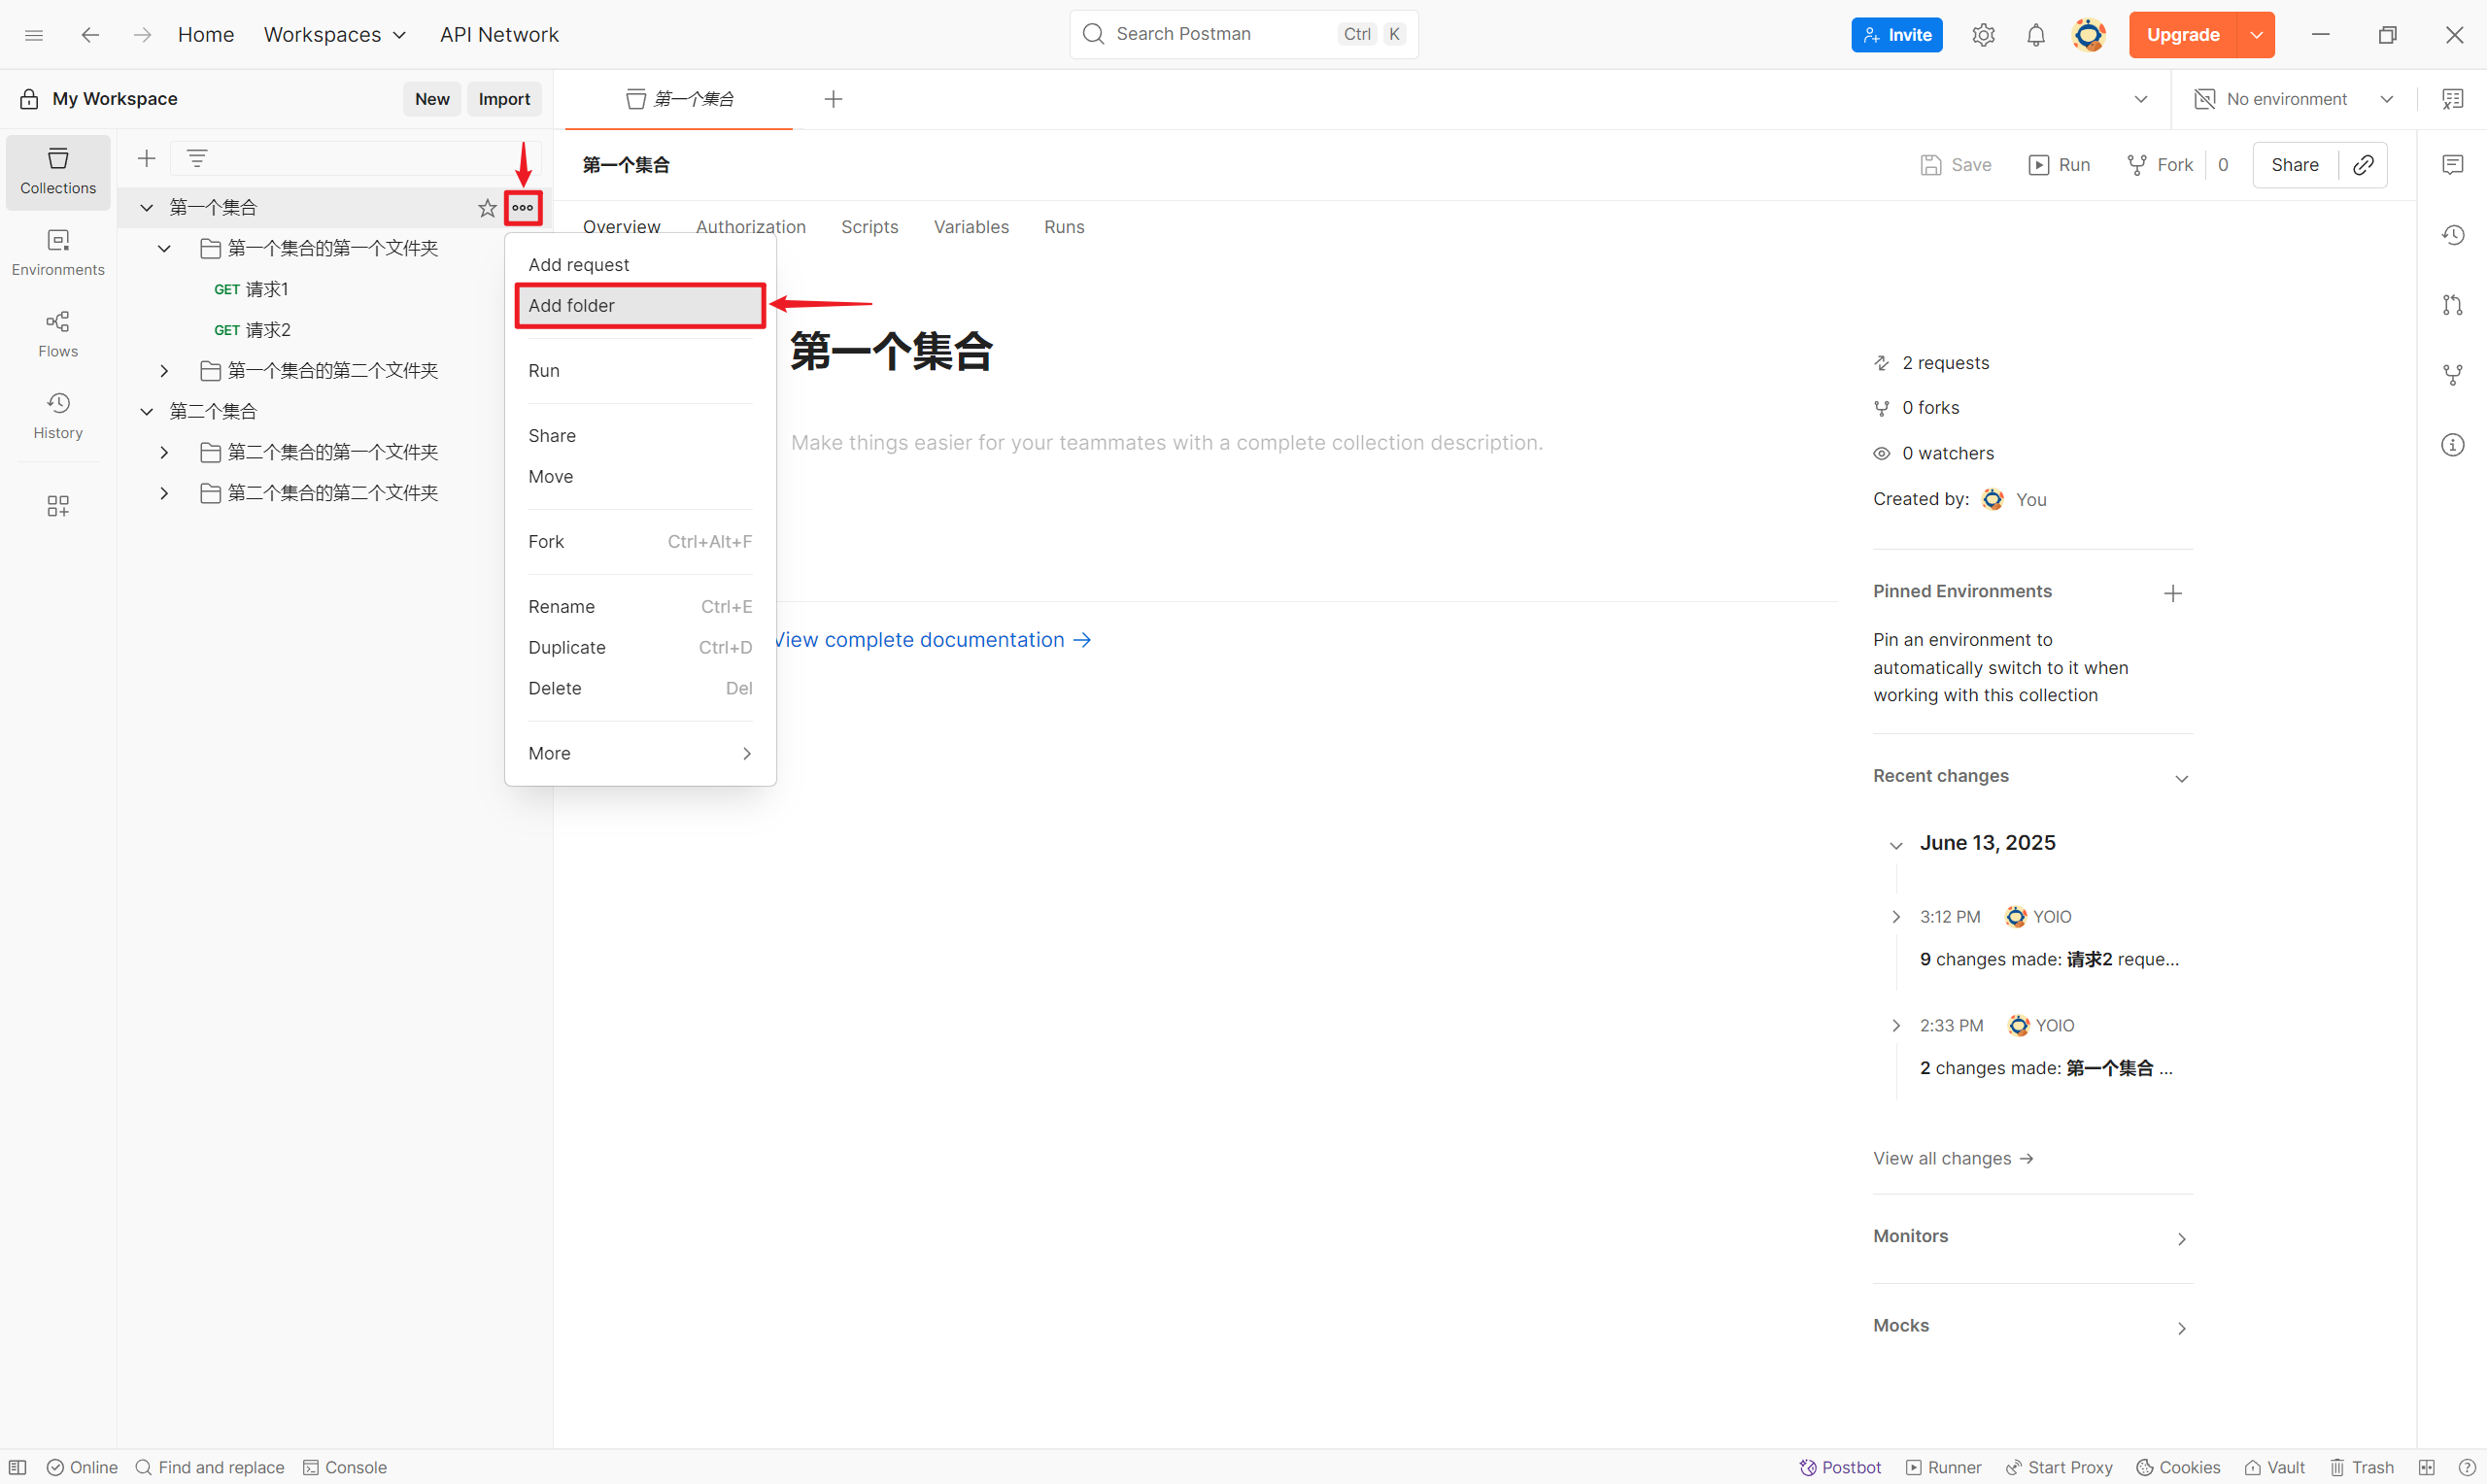 Home Workspaces API Network Search Postman Ctrl K Invite Upgrade
My Workspace New Import 第一个集合 No environment
Collections
Environments
Flows
History
第一个集合
第一个集合的第一个文件夹
GET 请求1
GET 请求2
第一个集合的第二个文件夹
第二个集合
第二个集合的第一个文件夹
第二个集合的第二个文件夹
第一个集合 Save Run Fork 0 Share
Overview Authorization Scripts Variables Runs
Add request
Add folder
Run
Share
Move
Fork Ctrl+Alt+F
Rename Ctrl+E
Duplicate Ctrl+D
Delete Del
More
第一个集合
Make things easier for your teammates with a complete collection description.
View complete documentation →
2 requests
0 forks
0 watchers
Created by: You
Pinned Environments
Pin an environment to
automatically switch to it when
working with this collection
Recent changes
June 13, 2025
3:12 PM YOIO
9 changes made: 请求2 reque...
2:33 PM YOIO
2 changes made: 第一个集合 ...
View all changes →
Monitors
Mocks
Online Find and replace Console Postbot Runner Start Proxy Cookies Vault Trash